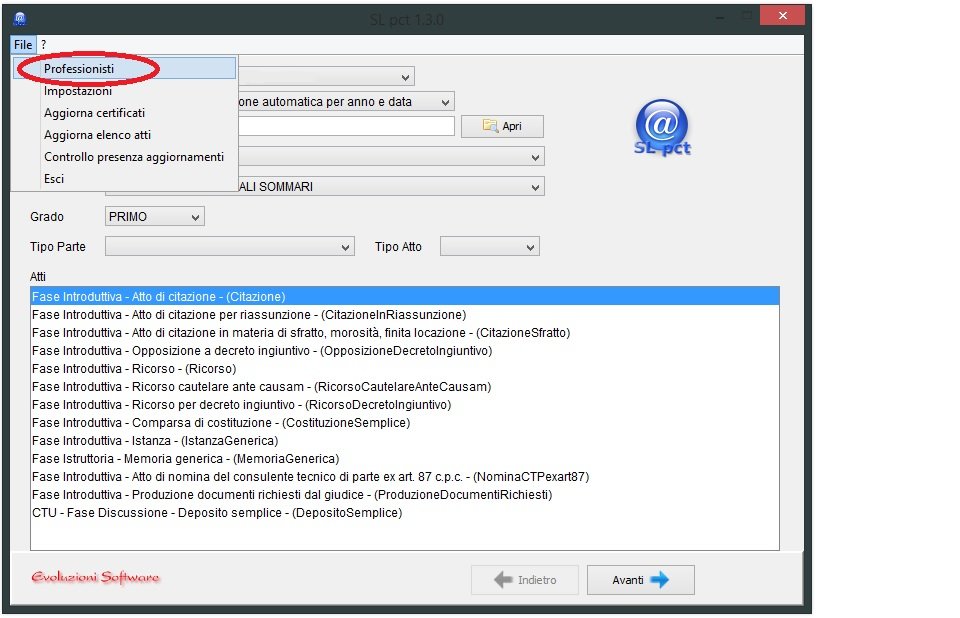 SL pct 1.3.0
File ?
Professionisti
Impostazioni
Aggiorna certificati
Aggiorna elenco atti
Controllo presenza aggiornamenti
Esci
one automatica per anno e data
Apri
SL pct
ALI SOMMARI
Grado PRIMO
Tipo Parte Tipo Atto
Atti
Fase Introduttiva - Atto di citazione - (Citazione)
Fase Introduttiva - Atto di citazione per riassunzione - (CitazioneInRiassunzione)
Fase Introduttiva - Atto di citazione in materia di sfratto, morosità, finita locazione - (CitazioneSfratto)
Fase Introduttiva - Opposizione a decreto ingiuntivo - (OpposizioneDecretoIngiuntivo)
Fase Introduttiva - Ricorso - (Ricorso)
Fase Introduttiva - Ricorso cautelare ante causam - (RicorsoCautelareAnteCausam)
Fase Introduttiva - Ricorso per decreto ingiuntivo - (RicorsoDecretoIngiuntivo)
Fase Introduttiva - Comparsa di costituzione - (CostituzioneSemplice)
Fase Introduttiva - Istanza - (IstanzaGenerica)
Fase Istruttoria - Memoria generica - (MemoriaGenerica)
Fase Introduttiva - Atto di nomina del consulente tecnico di parte ex art. 87 c.p.c. - (NominaCTPexart87)
Fase Introduttiva - Produzione documenti richiesti dal giudice - (ProduzioneDocumentiRichiesti)
CTU - Fase Discussione - Deposito semplice - (DepositoSemplice)
Evoluzioni Software
Indietro
Avanti